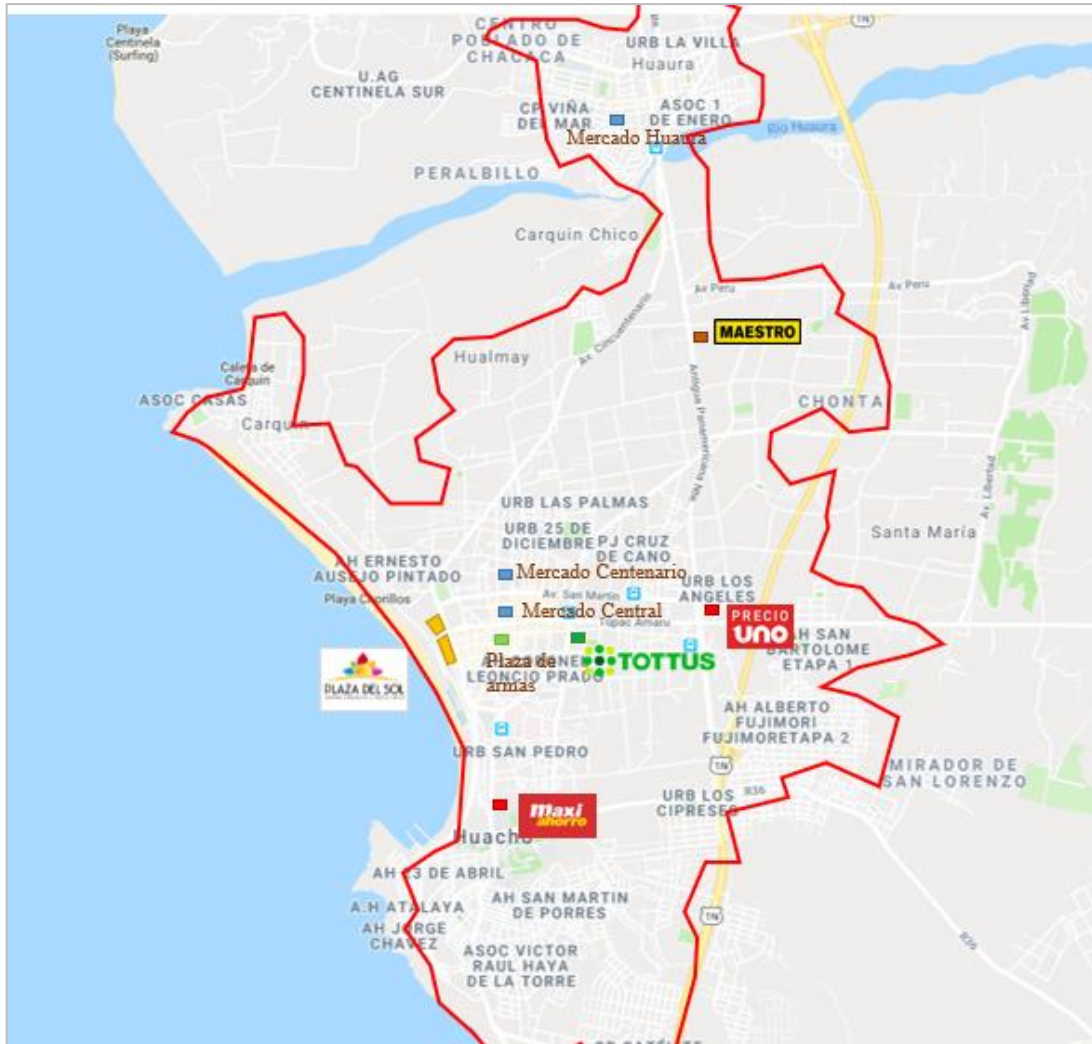 Playa
Centinela
(Surfing)
CENTRO
POBLADO DE
CHACACA
URB LA VILLA
Huaura
1N
U.AG
CENTINELA SUR
CP VIÑA
DEL MAR
ASOC 1
DE ENERO
Río Huaura
Mercado Huaura
PERALBILLO
Carquin Chico
Av Peru
Av Peru
Av Libertad
Av. Cincuentenario
MAESTRO
Hualmay
Caleta de
Carquin
ASOC CASAS
Carquin
Antigua Panamericana Nte
CHONTA
Av. Libertad
URB LAS PALMAS
URB 25 DE
DICIEMBRE
PJ CRUZ
DE CANO
Santa María
AH ERNESTO
AUSEJO PINTADO
Mercado Centenario
Playa Chorillos
Av. San Martin
URB LOS
ANGELES
Mercado Central
Túpac Amaru
PRECIO
UNO
AH SAN
BARTOLOME
ETAPA 1
Plaza de
armas
LEONCIO PRADO
TOTTUS
PLAZA DEL SOL
AH ALBERTO
FUJIMORI
FUJIMORETAPA 2
URB SAN PEDRO
1N
MIRADOR DE
SAN LORENZO
836
URB LOS
CIPRESES
maxi
ahorro
Huacho
AH 23 DE ABRIL
A.H ATALAYA
AH JORGE
CHAVEZ
AH SAN MARTIN
DE PORRES
1N
836
ASOC VICTOR
RAUL HAYA
DE LA TORRE